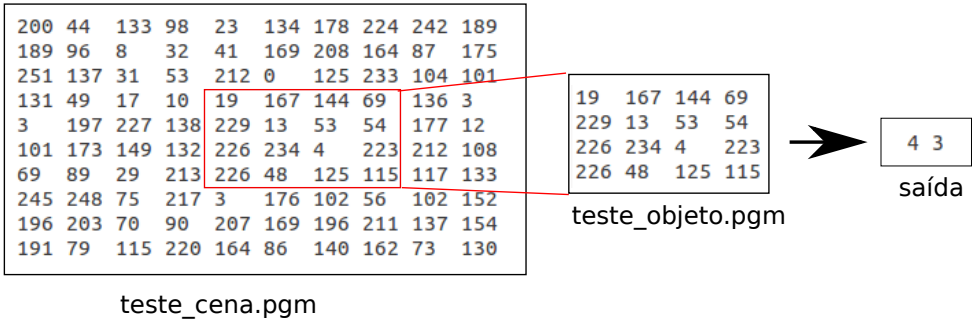 200 44 133 98 23 134 178 224 242 189
189 96 8 32 41 169 208 164 87 175
251 137 31 53 212 0 125 233 104 101
131 49 17 10 19 167 144 69 136 3
3 197 227 138 229 13 53 54 177 12
101 173 149 132 226 234 4 223 212 108
69 89 29 213 226 48 125 115 117 133
245 248 75 217 3 176 102 56 102 152
196 203 70 90 207 169 196 211 137 154
191 79 115 220 164 86 140 162 73 130
teste_cena.pgm
19 167 144 69
229 13 53 54
226 234 4 223
226 48 125 115
teste_objeto.pgm
4 3
saída